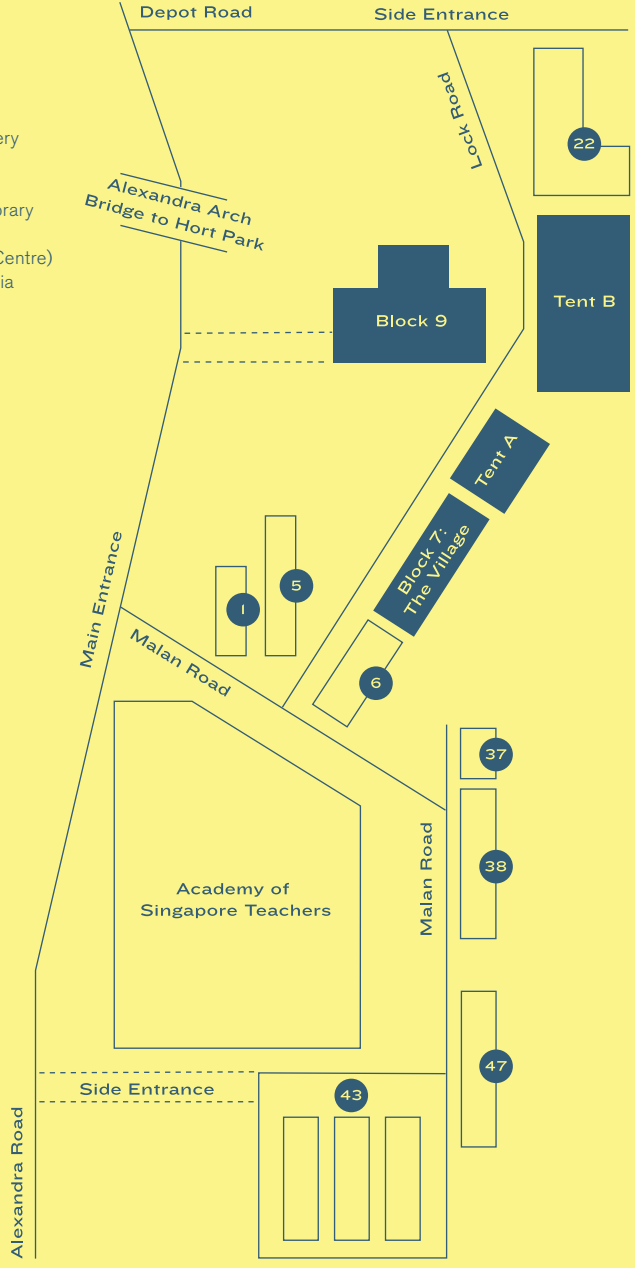 Depot Road
Side Entrance
Lock Road
22
Alexandra Arch
Bridge to Hort Park
Centre)
Block 9
Tent B
Tent A
Block 7:
The Village
Main Entrance
5
1
Malan Road
6
37
Malan Road
38
Academy of
Singapore Teachers
47
Side Entrance
43
Alexandra Road